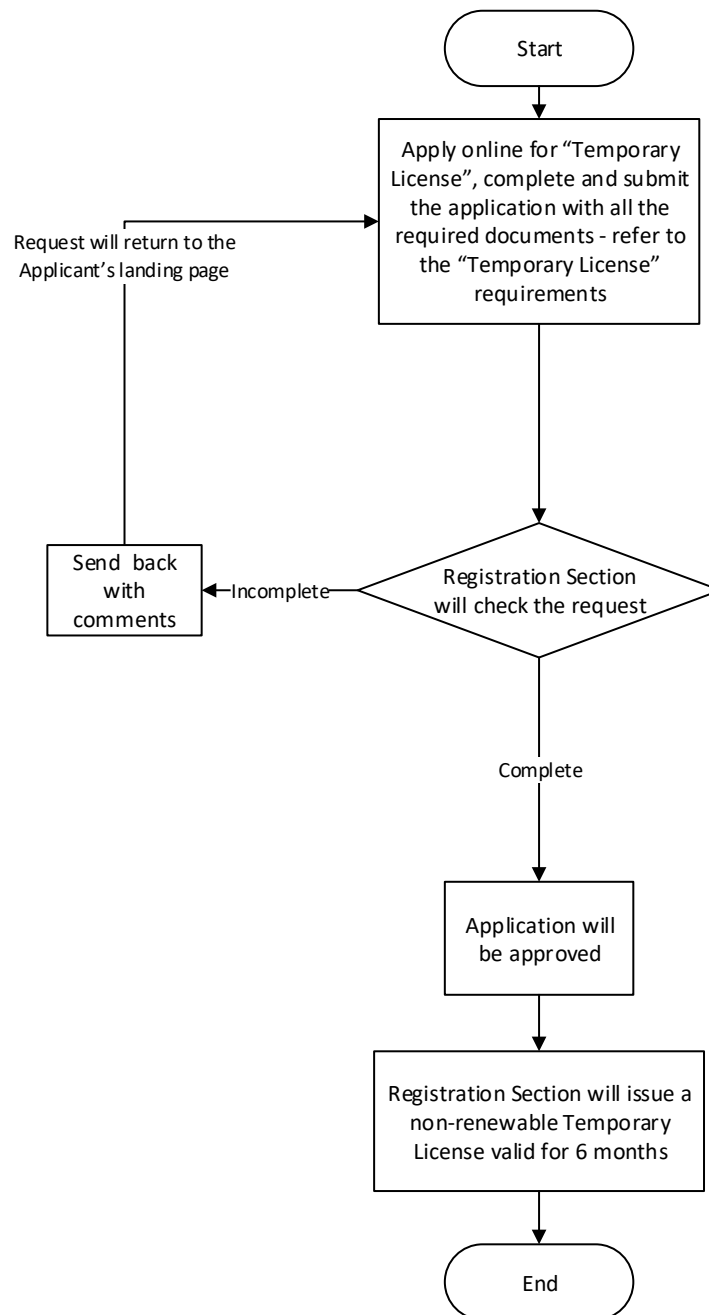 Start
Apply online for “Temporary
License”, complete and submit
the application with all the
required documents - refer to
the “Temporary License”
requirements
Request will return to the
Applicant’s landing page
Send  back
with
comments
Incomplete
Registration Section
will check the request
Complete
Application will
be approved
Registration Section will issue a
non-renewable Temporary
License valid for 6 months
End